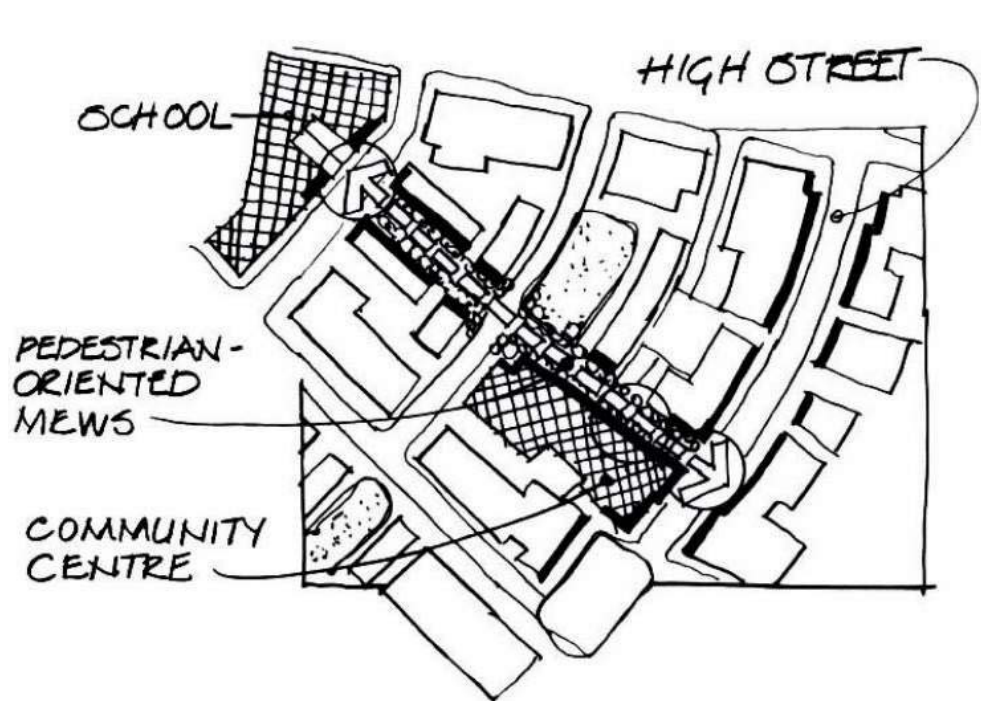 HIGH STREET
SCHOOL
PEDESTRIAN-
ORIENTED
MEWS
COMMUNITY
CENTRE